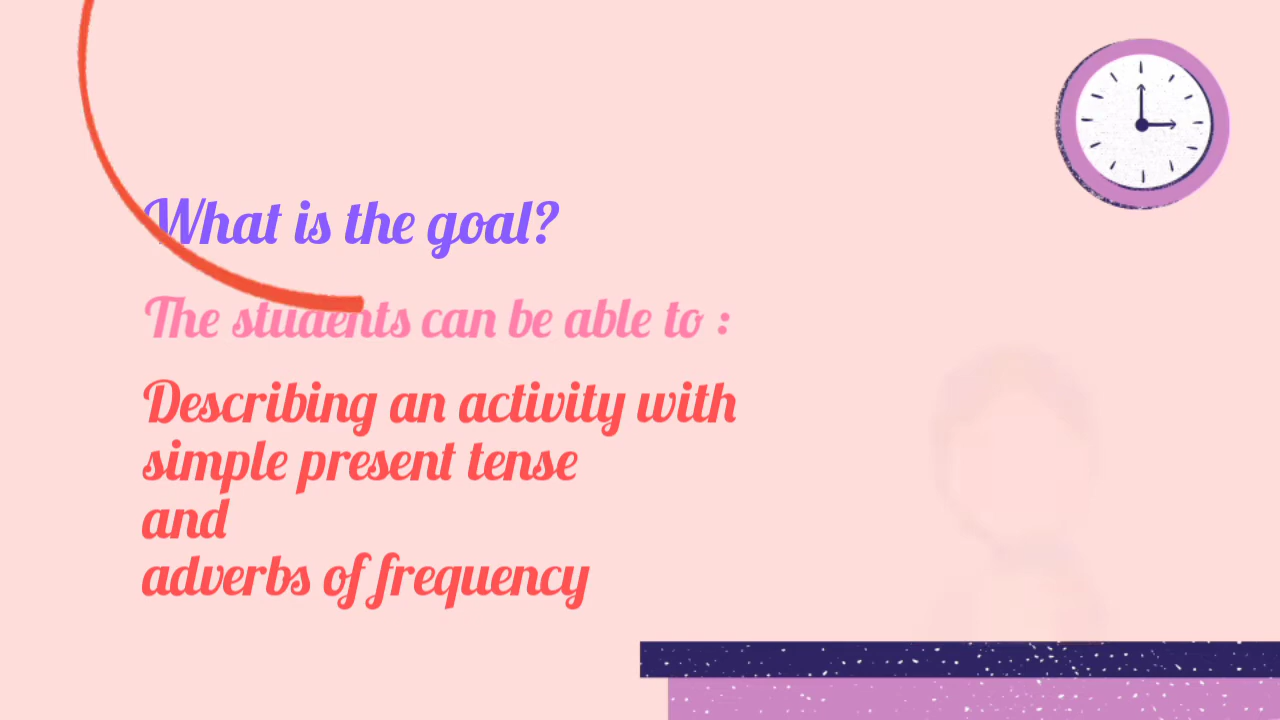 What is the goal?
The students can be able to :
Describing an activity with
simple present tense
and
adverbs of frequency